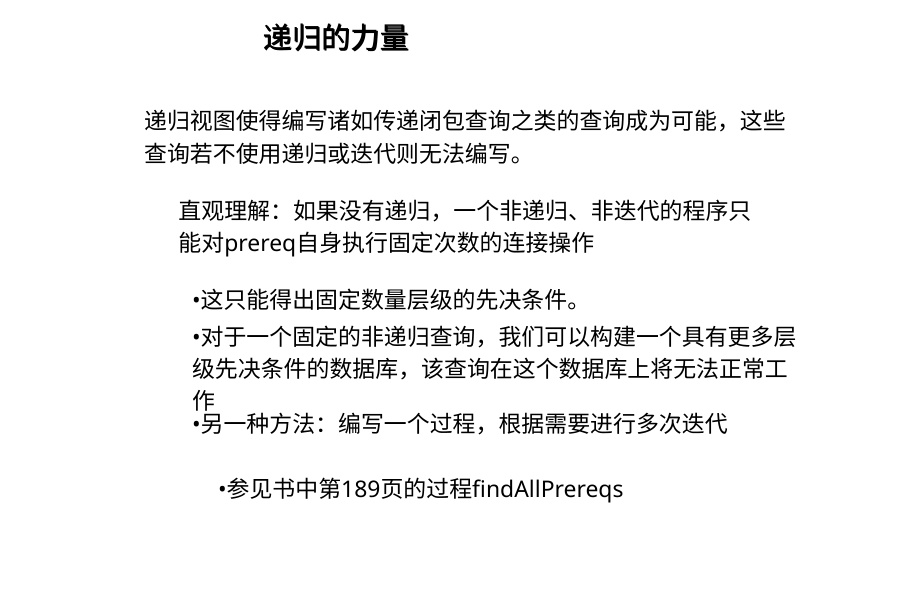 递归的力量
递归视图使得编写诸如传递闭包查询之类的查询成为可能，这些
查询若不使用递归或迭代则无法编写。
直观理解：如果没有递归，一个非递归、非迭代的程序只
能对prereq自身执行固定次数的连接操作
•这只能得出固定数量层级的先决条件。
•对于一个固定的非递归查询，我们可以构建一个具有更多层
级先决条件的数据库，该查询在这个数据库上将无法正常工
作
•另一种方法：编写一个过程，根据需要进行多次迭代
•参见书中第189页的过程findAllPrereqs